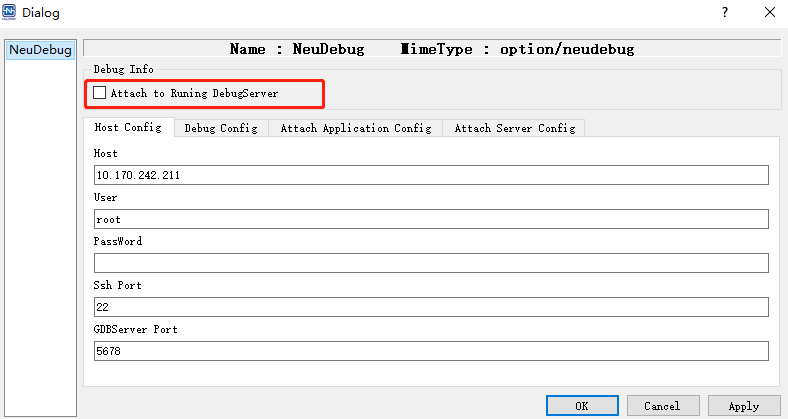 Dialog
?
NeuDebug
Name : NeuDebug MimeType : option/neudebug
Debug Info
Attach to Runing DebugServer
Host Config Debug Config Attach Application Config Attach Server Config
Host
10.170.242.211
User
root
PassWord
Ssh Port
22
GDBServer Port
5678
OK Cancel Apply